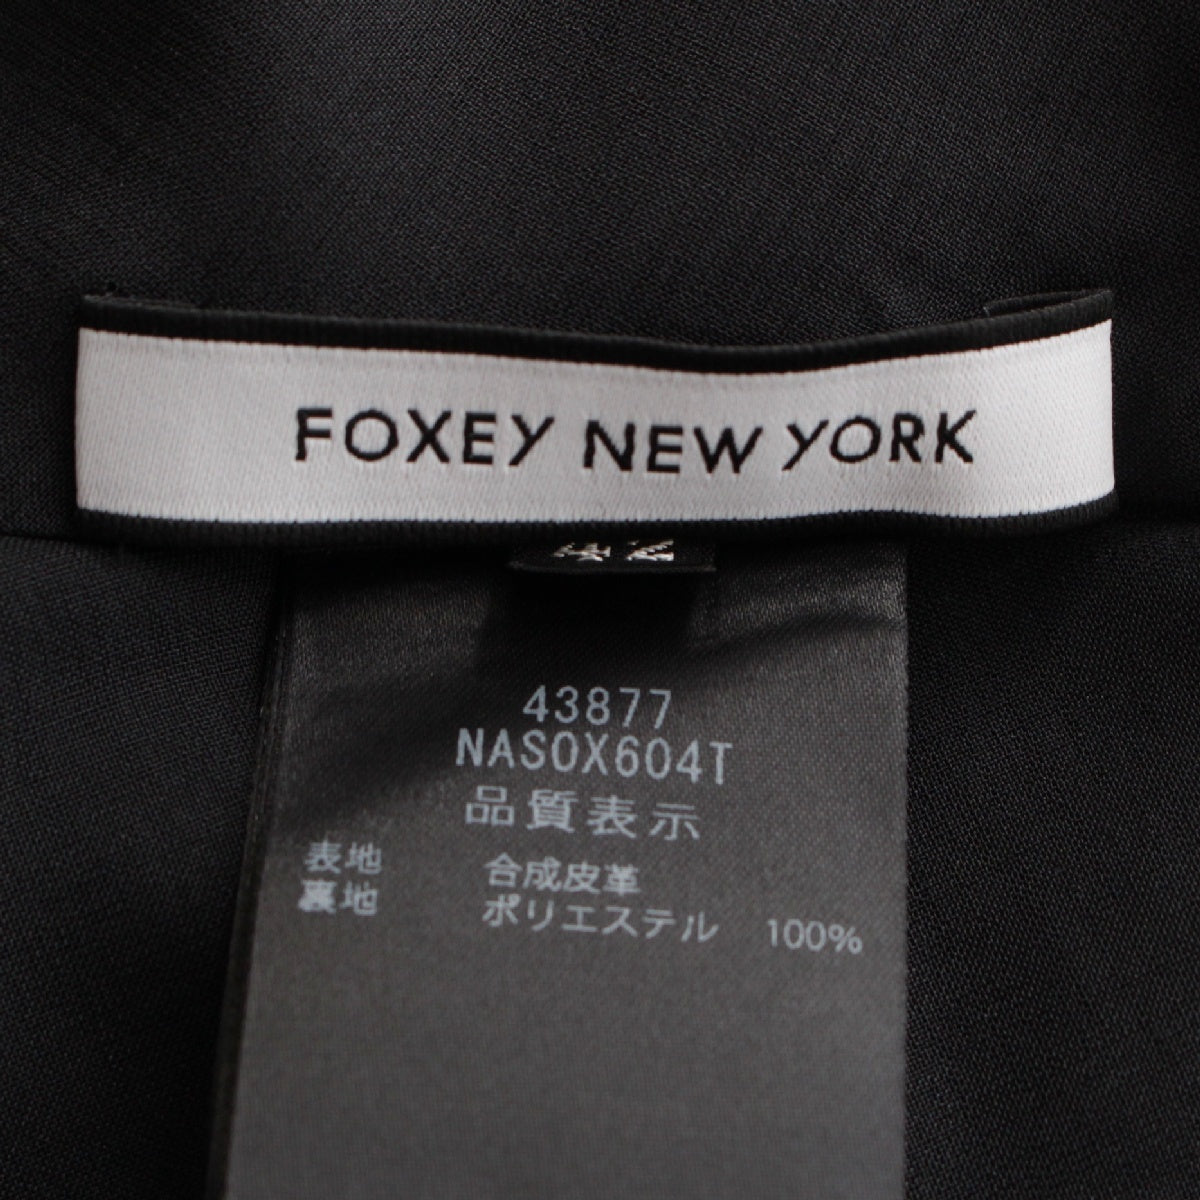 FOXEY NEW YORK
42
43877
NASOX604T
品質表示
表地 合成皮革
裏地 ポリエステル 100%